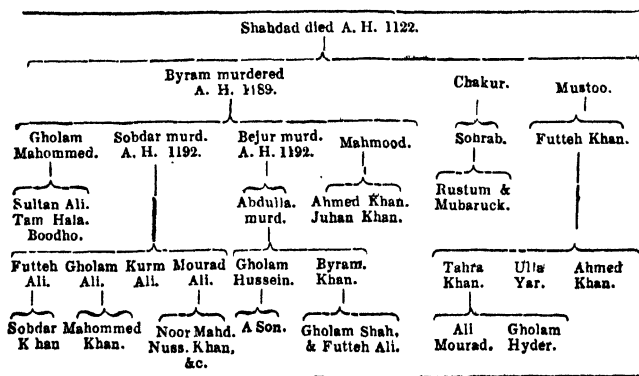 Shahdad died A. H. 1122.
Byram murdered
A. H. 1189.
Chakur.
Mustoo.
Gholam
Mahommed.
Sobdar murd.
A. H. 1192.
Bejur murd.
A. H. 1192.
Mahmood.
Sohrab.
Futteh Khan.
Sultan Ali.
Tam Hala.
Boodho.
Abdulla.
murd.
Ahmed Khan.
Juhan Khan.
Rustum &
Mubaruck.
Futteh
Ali.
Gholam
Ali.
Kurm
Ali.
Mourad
Ali.
Gholam
Hussein.
Byram.
Khan.
Tahra
Khan.
Ulla
Yar.
Ahmed
Khan.
Sobdar
Khan
Mahommed
Khan.
Noor Mahd.
Nuss. Khan,
&c.
A Son.
Gholam Shah,
& Futteh Ali.
Ali
Mourad.
Gholam
Hyder.